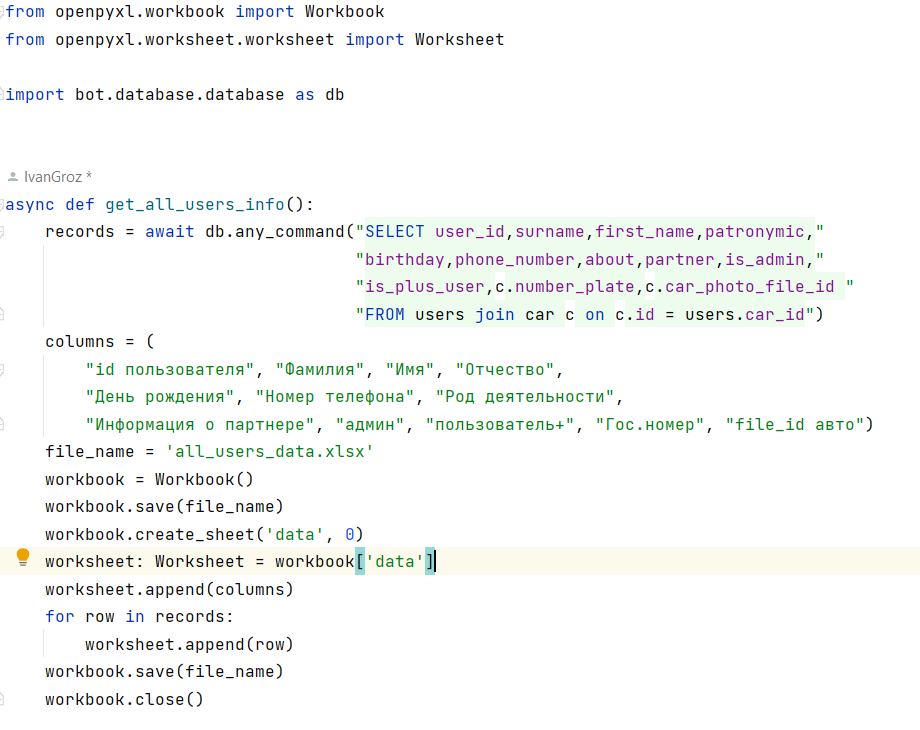 from openpyxl.workbook import Workbook
from openpyxl.worksheet.worksheet import Worksheet
import bot.database.database as db
IvanGroz *
async def get_all_users_info():
    records = await db.any_command("SELECT user_id,surname,first_name,patronymic,"
                                   "birthday,phone_number,about,partner,is_admin,"
                                   "is_plus_user,c.number_plate,c.car_photo_file_id "
                                   "FROM users join car c on c.id = users.car_id")
    columns = (
        "id пользователя", "Фамилия", "Имя", "Отчество",
        "День рождения", "Номер телефона", "Род деятельности",
        "Информация о партнере", "админ", "пользователь+", "Гос.номер", "file_id авто")
    file_name = 'all_users_data.xlsx'
    workbook = Workbook()
    workbook.save(file_name)
    workbook.create_sheet('data', 0)
    worksheet: Worksheet = workbook['data']
    worksheet.append(columns)
    for row in records:
        worksheet.append(row)
    workbook.save(file_name)
    workbook.close()